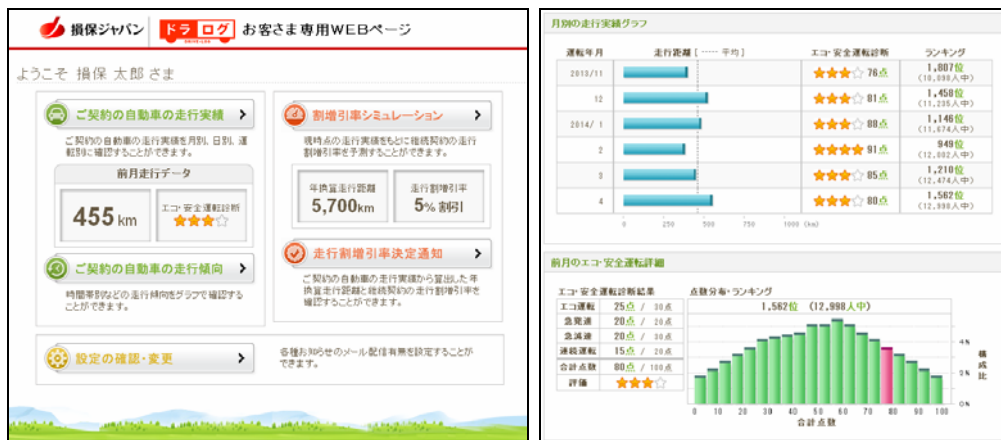 損保ジャパン
ドラログ お客さま専用WEBページ
ようこそ 損保 太郎 さま
ご契約の自動車の走行実績
ご契約の自動車の走行実績を月別、日別、運
転別に確認することができます。
前月走行データ
455 km
エコ・安全運転診断
ご契約の自動車の走行傾向
時間帯別などの走行傾向をグラフで確認する
ことができます。
割増引率シミュレーション
現時点の走行実績をもとに継続契約の走行
割増引率を予測することができます。
年換算走行距離
5,700km
走行割増引率
5% 割引
走行割増引率決定通知
ご契約の自動車の走行実績から算出した年
換算走行距離と継続契約の走行割増引率を
確認することができます。
設定の確認・変更
各種お知らせのメール配信有無を設定することが
できます。
月別の走行実績グラフ
運転年月 走行距離 [ ----- 平均] エコ・安全運転診断 ランキング
2013/11 76点 1,807位
(10,898人中)
12 81点 1,458位
(11,235人中)
2014/ 1 88点 1,146位
(11,674人中)
2 91点 949位
(12,002人中)
3 85点 1,210位
(12,474人中)
4 80点 1,562位
(12,998人中)
0 250 500 750 1000 (km)
前月のエコ・安全運転詳細
エコ・安全運転診断結果
エコ運転 25点 / 30点
急発進 20点 / 20点
急減速 20点 / 30点
連続運転 15点 / 20点
合計点数 80点 / 100点
評価
点数分布・ランキング
1,562位 (12,998人中)
4%
2%
0%
構成比
0 10 20 30 40 50 60 70 80 90 100
合計点数